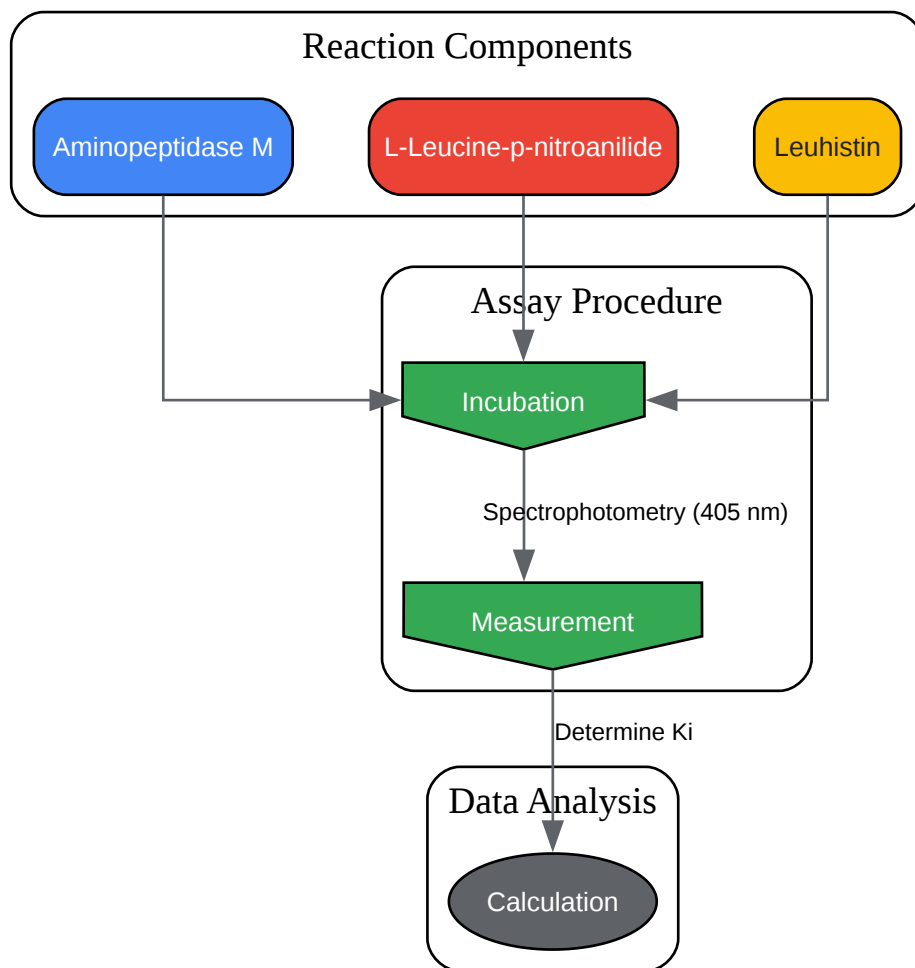 Reaction Components
Aminopeptidase M
L-Leucine-p-nitroanilide
Leuhistin
Assay Procedure
Incubation
Spectrophotometry (405 nm)
Measurement
Determine Ki
Data Analysis
Calculation